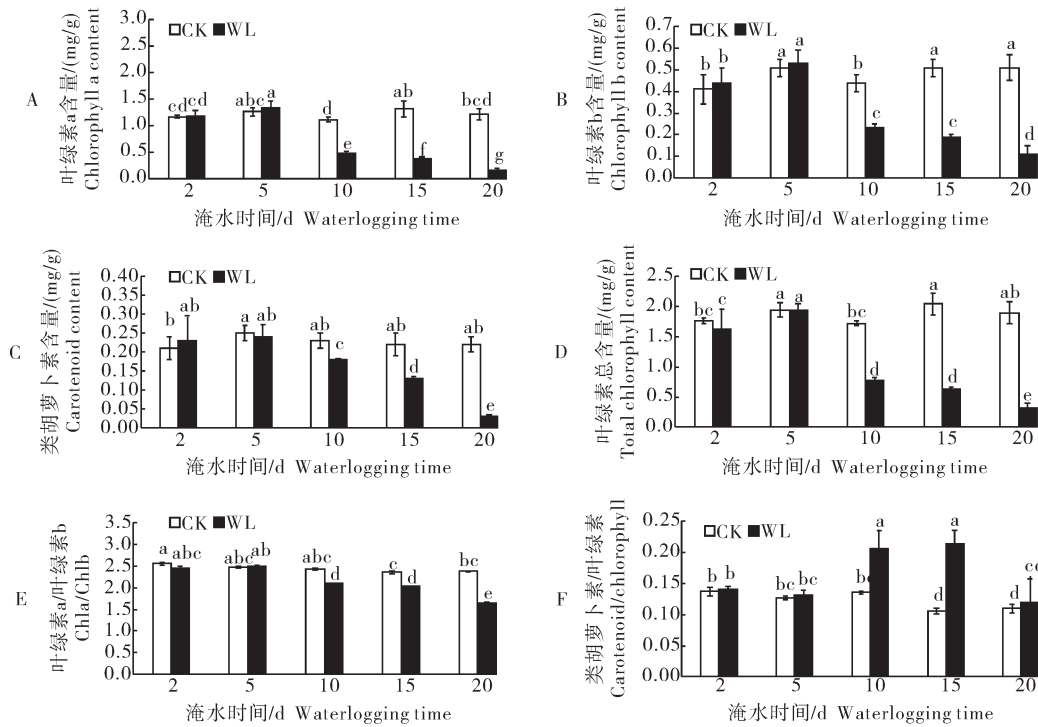 A
叶绿素a含量/(mg/g)
Chlorophyll a content
3.0
2.5
2.0
1.5
1.0
0.5
0.0
CK WL
cd cd abc a d e ab f bcd g
2 5 10 15 20
淹水时间/d Waterlogging time
B
叶绿素b含量/(mg/g)
Chlorophyll b content
0.7
0.6
0.5
0.4
0.3
0.2
0.1
0.0
CK WL
b b a a b c a c a d
2 5 10 15 20
淹水时间/d Waterlogging time
C
类胡萝卜素含量/(mg/g)
Carotenoid content
0.40
0.35
0.30
0.25
0.20
0.15
0.10
0.05
0.00
CK WL
b ab a ab ab c ab d ab e
2 5 10 15 20
淹水时间/d Waterlogging time
D
叶绿素总含量/(mg/g)
Total chlorophyll content
2.5
2.0
1.5
1.0
0.5
0.0
CK WL
bc c a a bc d a d ab e
2 5 10 15 20
淹水时间/d Waterlogging time
E
叶绿素a/叶绿素b
Chla/Chlb
3.5
3.0
2.5
2.0
1.5
1.0
0.5
0.0
CK WL
a abc abc ab abc d c d bc e
2 5 10 15 20
淹水时间/d Waterlogging time
F
类胡萝卜素/叶绿素
Carotenoid/chlorophyll
0.25
0.20
0.15
0.10
0.05
0.00
CK WL
b b bc bc bc a d a d cd
2 5 10 15 20
淹水时间/d Waterlogging time